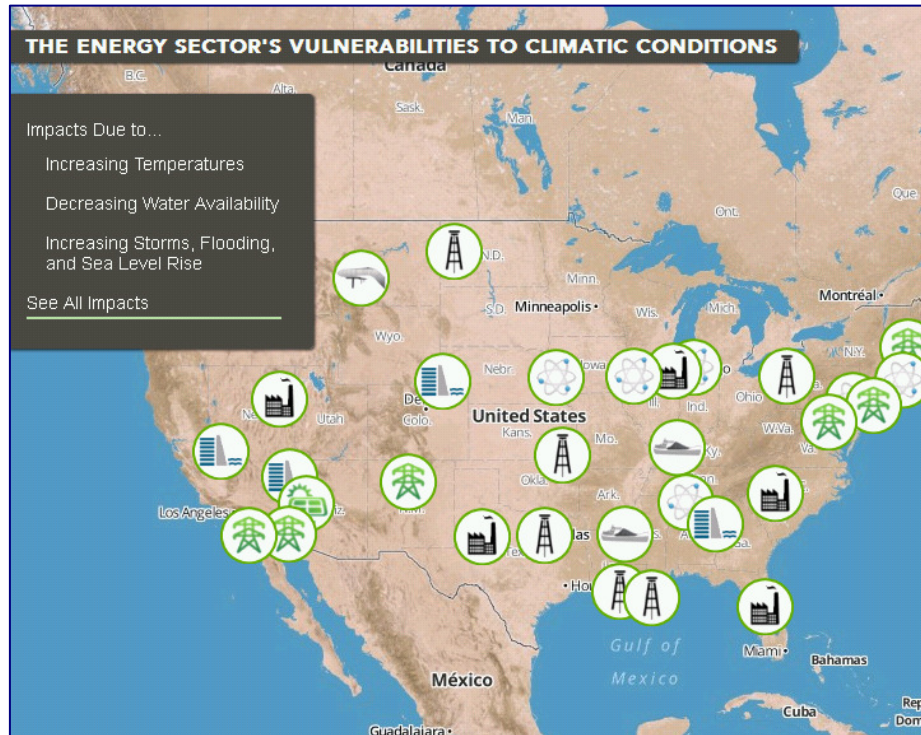 THE ENERGY SECTOR'S VULNERABILITIES TO CLIMATIC CONDITIONS
Canada
B.C.
Alta.
Sask.
Man.
Que.
Ont.
Impacts Due to...
Increasing Temperatures
Decreasing Water Availability
Increasing Storms, Flooding,
and Sea Level Rise
See All Impacts
N.D.
Minn.
Montréal
S.D.
Minneapolis
Wis.
Mich.
Wyo.
N.Y.
Nebr.
Iowa
Ohio
Ill.
Ind.
Utah
Colo.
United States
Kans.
Mo.
W.Va.
Va.
Ky.
Okla.
Ark.
Los Angeles
Gulf of
Mexico
Miami
Bahamas
México
Cuba
Guadalajara